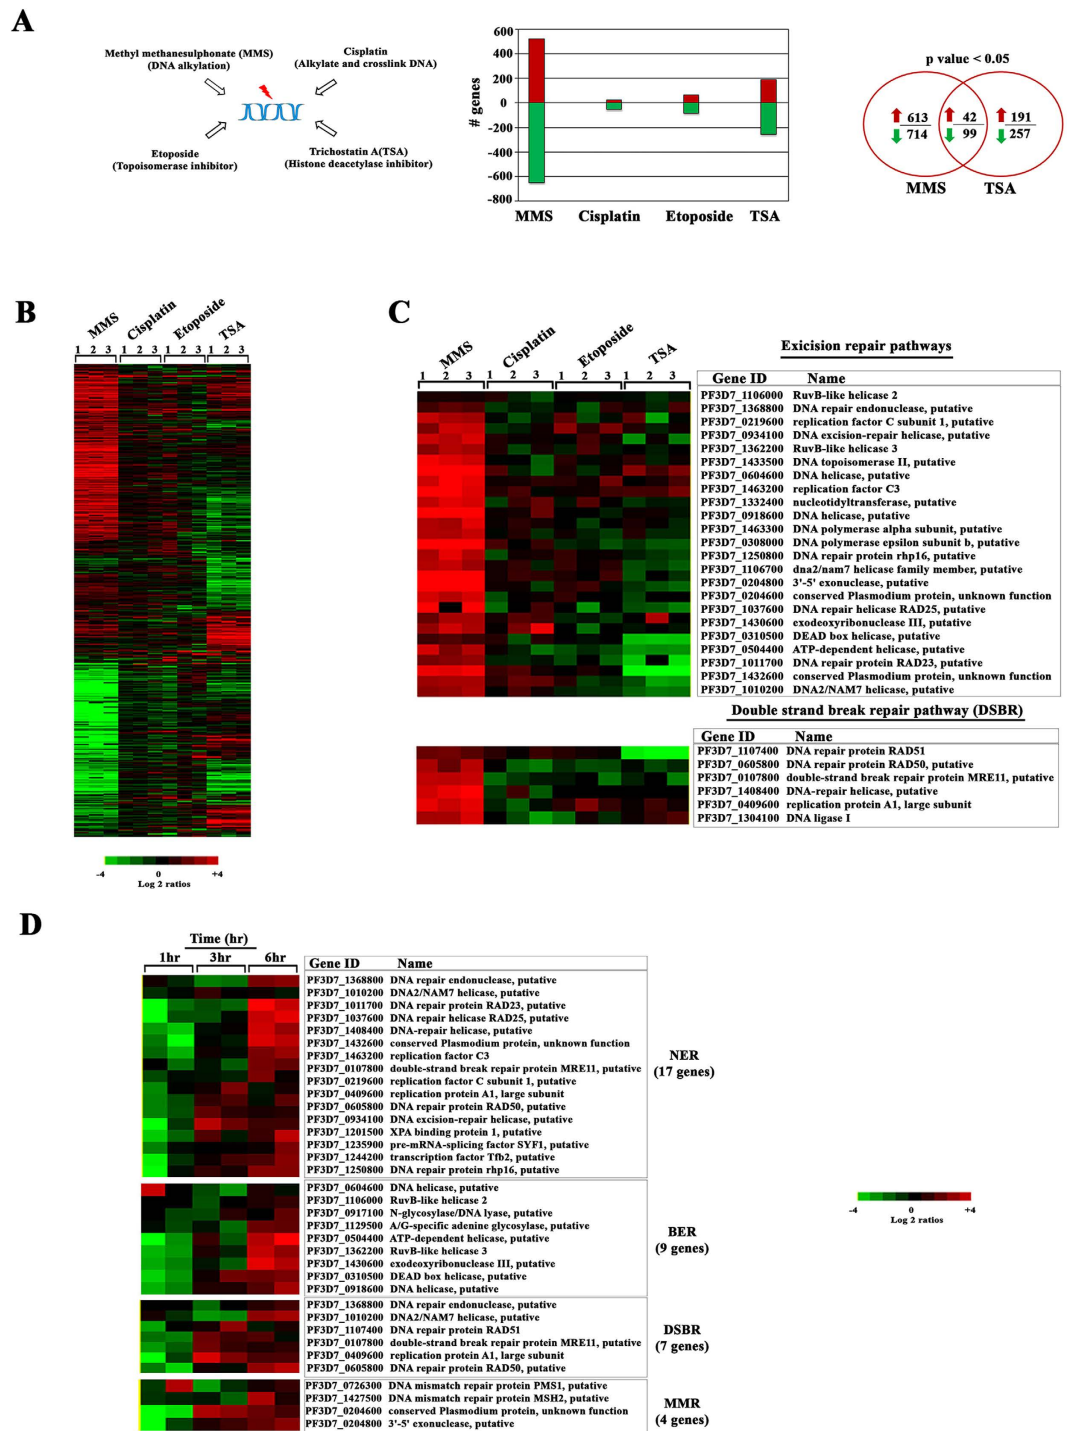 A
Methyl methanesulphonate (MMS)
(DNA alkylation)
Cisplatin
(Alkylate and crosslink DNA)
Etoposide
(Topoisomerase inhibitor)
Trichostatin A(TSA)
(Histone deacetylase inhibitor)
# genes
600
400
200
0
-200
-400
-600
-800
MMS Cisplatin Etoposide TSA
p value < 0.05
613 42 191
714 99 257
MMS TSA
B
MMS Cisplatin Etoposide TSA
1 2 3 1 2 3 1 2 3 1 2 3
-4 0 +4
Log 2 ratios
C
MMS Cisplatin Etoposide TSA
1 2 3 1 2 3 1 2 3 1 2 3
Exicision repair pathways
Gene ID Name
PF3D7_1106000 RuvB-like helicase 2
PF3D7_1368800 DNA repair endonuclease, putative
PF3D7_0219600 replication factor C subunit 1, putative
PF3D7_0934100 DNA excision-repair helicase, putative
PF3D7_1362200 RuvB-like helicase 3
PF3D7_1433500 DNA topoisomerase II, putative
PF3D7_0604600 DNA helicase, putative
PF3D7_1463200 replication factor C3
PF3D7_1332400 nucleotidyltransferase, putative
PF3D7_0918600 DNA helicase, putative
PF3D7_1463300 DNA polymerase alpha subunit, putative
PF3D7_0308000 DNA polymerase epsilon subunit b, putative
PF3D7_1250800 DNA repair protein rhp16, putative
PF3D7_1106700 dna2/nam7 helicase family member, putative
PF3D7_0204800 3'-5' exonuclease, putative
PF3D7_0204600 conserved Plasmodium protein, unknown function
PF3D7_1037600 DNA repair helicase RAD25, putative
PF3D7_1430600 exodeoxyribonuclease III, putative
PF3D7_0310500 DEAD box helicase, putative
PF3D7_0504400 ATP-dependent helicase, putative
PF3D7_1011700 DNA repair protein RAD23, putative
PF3D7_1432600 conserved Plasmodium protein, unknown function
PF3D7_1010200 DNA2/NAM7 helicase, putative
Double strand break repair pathway (DSBR)
Gene ID Name
PF3D7_1107400 DNA repair protein RAD51
PF3D7_0605800 DNA repair protein RAD50, putative
PF3D7_0107800 double-strand break repair protein MRE11, putative
PF3D7_1408400 DNA-repair helicase, putative
PF3D7_0409600 replication protein A1, large subunit
PF3D7_1304100 DNA ligase I
D
Time (hr)
1hr 3hr 6hr
Gene ID Name
PF3D7_1368800 DNA repair endonuclease, putative
PF3D7_1010200 DNA2/NAM7 helicase, putative
PF3D7_1011700 DNA repair protein RAD23, putative
PF3D7_1037600 DNA repair helicase RAD25, putative
PF3D7_1408400 DNA-repair helicase, putative
PF3D7_1432600 conserved Plasmodium protein, unknown function
PF3D7_1463200 replication factor C3
PF3D7_0107800 double-strand break repair protein MRE11, putative
PF3D7_0219600 replication factor C subunit 1, putative
PF3D7_0409600 replication protein A1, large subunit
PF3D7_0605800 DNA repair protein RAD50, putative
PF3D7_0934100 DNA excision-repair helicase, putative
PF3D7_1201500 XPA binding protein 1, putative
PF3D7_1235900 pre-mRNA-splicing factor SYF1, putative
PF3D7_1244200 transcription factor Tfb2, putative
PF3D7_1250800 DNA repair protein rhp16, putative
NER
(17 genes)
PF3D7_0604600 DNA helicase, putative
PF3D7_1106000 RuvB-like helicase 2
PF3D7_0917100 N-glycosylase/DNA lyase, putative
PF3D7_1129500 A/G-specific adenine glycosylase, putative
PF3D7_0504400 ATP-dependent helicase, putative
PF3D7_1362200 RuvB-like helicase 3
PF3D7_1430600 exodeoxyribonuclease III, putative
PF3D7_0310500 DEAD box helicase, putative
PF3D7_0918600 DNA helicase, putative
BER
(9 genes)
PF3D7_1368800 DNA repair endonuclease, putative
PF3D7_1010200 DNA2/NAM7 helicase, putative
PF3D7_1107400 DNA repair protein RAD51
PF3D7_0107800 double-strand break repair protein MRE11, putative
PF3D7_0409600 replication protein A1, large subunit
PF3D7_0605800 DNA repair protein RAD50, putative
DSBR
(7 genes)
PF3D7_0726300 DNA mismatch repair protein PMS1, putative
PF3D7_1427500 DNA mismatch repair protein MSH2, putative
PF3D7_0204600 conserved Plasmodium protein, unknown function
PF3D7_0204800 3'-5' exonuclease, putative
MMR
(4 genes)
-4 0 +4
Log 2 ratios